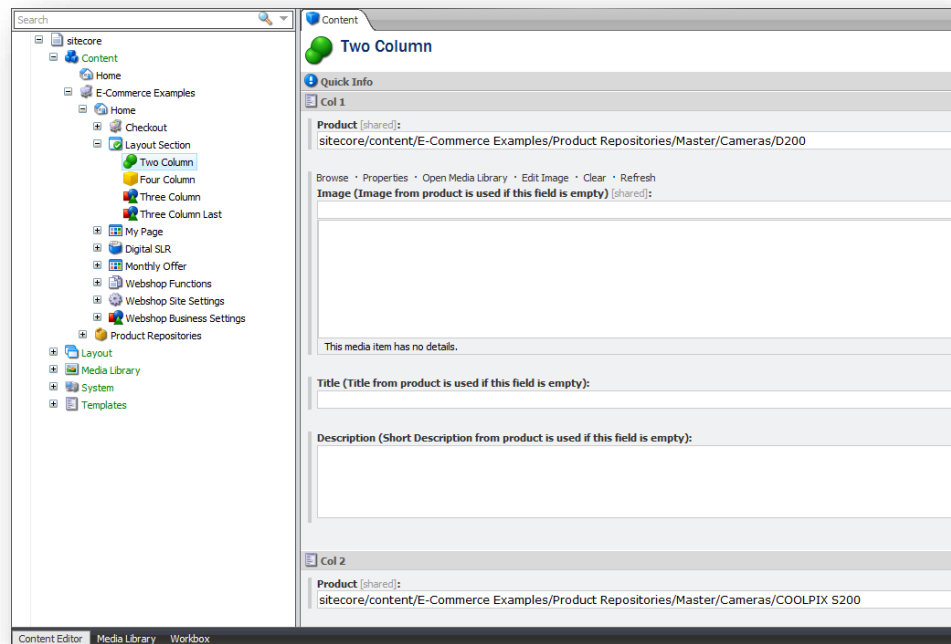 Search
sitecore
Content
Home
E-Commerce Examples
Home
Checkout
Layout Section
Two Column
Four Column
Three Column
Three Column Last
My Page
Digital SLR
Monthly Offer
Webshop Functions
Webshop Site Settings
Webshop Business Settings
Product Repositories
Layout
Media Library
System
Templates
Content
Two Column
Quick Info
Col 1
Product [shared]:
sitecore/content/E-Commerce Examples/Product Repositories/Master/Cameras/D200
Browse · Properties · Open Media Library · Edit Image · Clear · Refresh
Image (Image from product is used if this field is empty) [shared]:
This media item has no details.
Title (Title from product is used if this field is empty):
Description (Short Description from product is used if this field is empty):
Col 2
Product [shared]:
sitecore/content/E-Commerce Examples/Product Repositories/Master/Cameras/COOLPIX S200
Content Editor Media Library Workbox